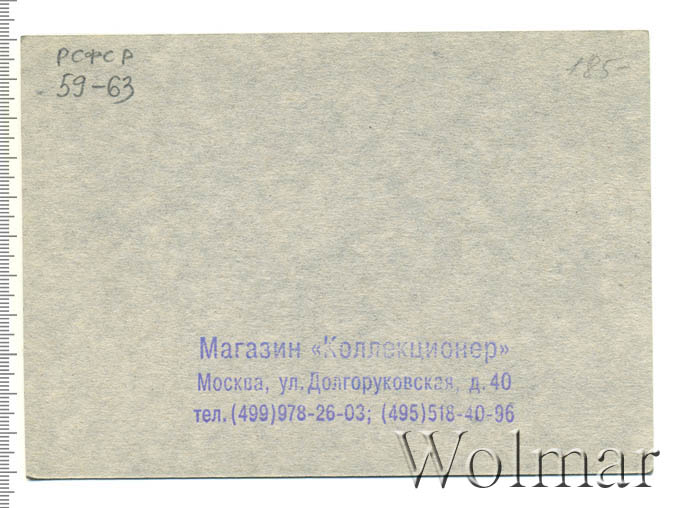 РСФСР
59-63
185-
Магазин «Коллекционер»
Москва, ул. Долгоруковская, д. 40
тел. (499)978-26-03; (495)518-40-96
Wolmar